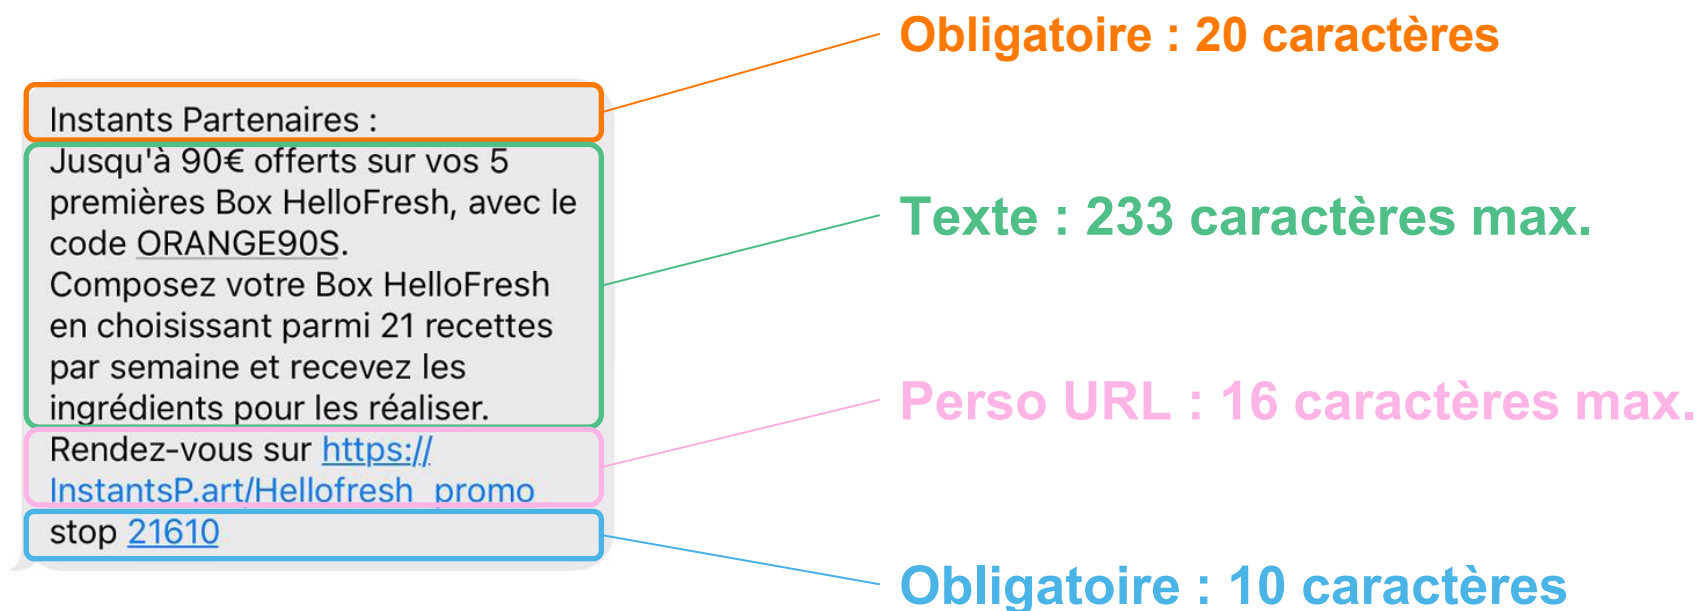 Obligatoire : 20 caractères
Instants Partenaires :
Jusqu'à 90€ offerts sur vos 5
premières Box HelloFresh, avec le
code ORANGE90S.
Composez votre Box HelloFresh
en choisissant parmi 21 recettes
par semaine et recevez les
ingrédients pour les réaliser.
Texte : 233 caractères max.
Rendez-vous sur https://
InstantsP.art/Hellofresh_promo
Perso URL : 16 caractères max.
stop 21610
Obligatoire : 10 caractères